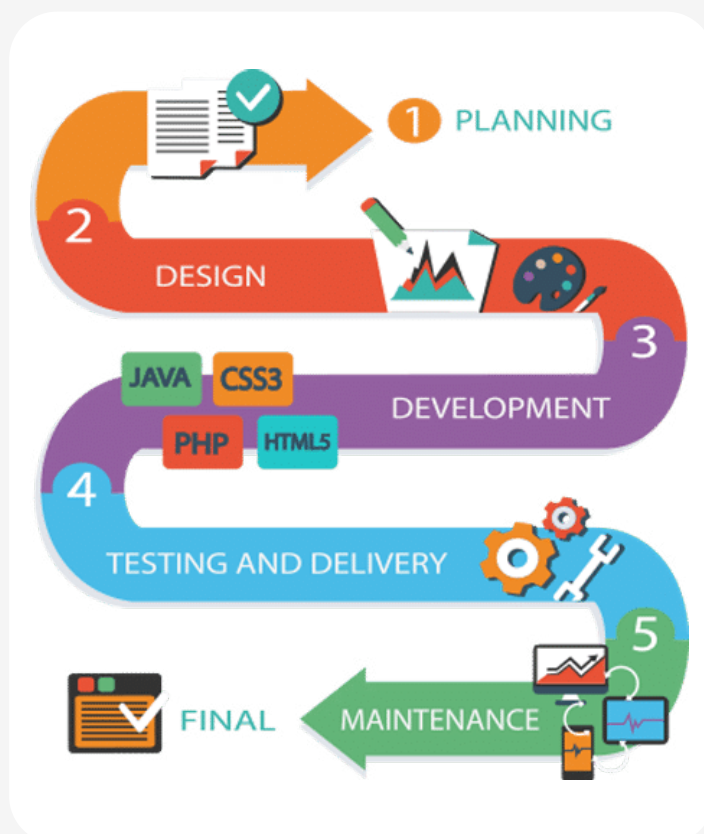 1 PLANNING
2
DESIGN
3
JAVA CSS3
DEVELOPMENT
PHP HTML5
4
TESTING AND DELIVERY
5
FINAL MAINTENANCE